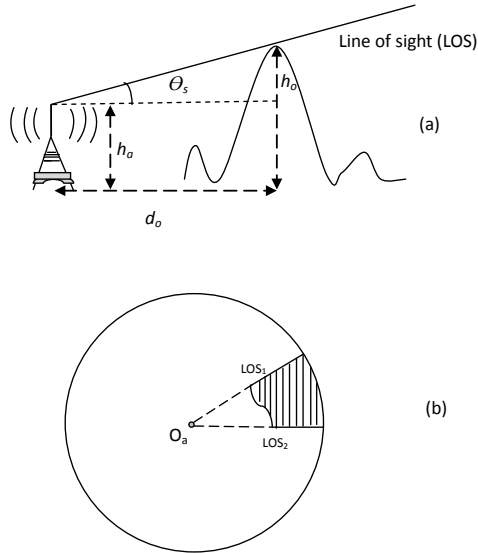 Line of sight (LOS)
ϴs
ho
(a)
ha
do
LOS1
(b)
Oa
LOS2